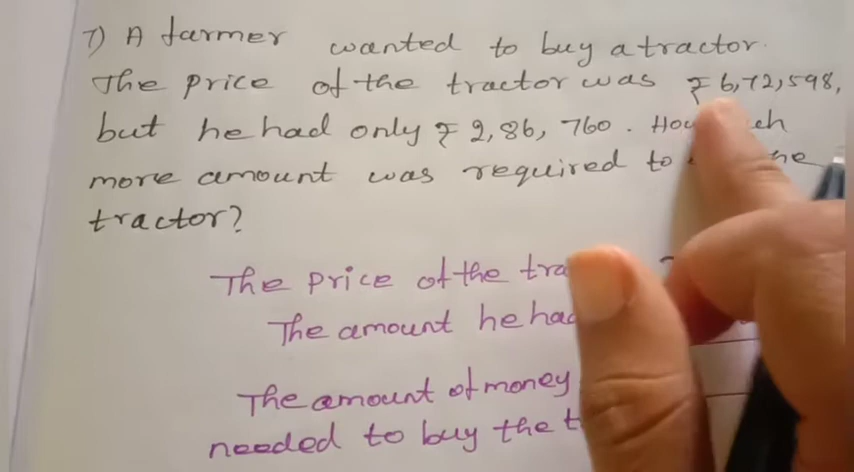 7) A farmer wanted to buy a tractor.
The price of the tractor was ₹ 6,72,598,
but he had only ₹ 2,86,760. How
more amount was required to
tractor?
The price of the
The amount he had
The amount of money
needed to buy the